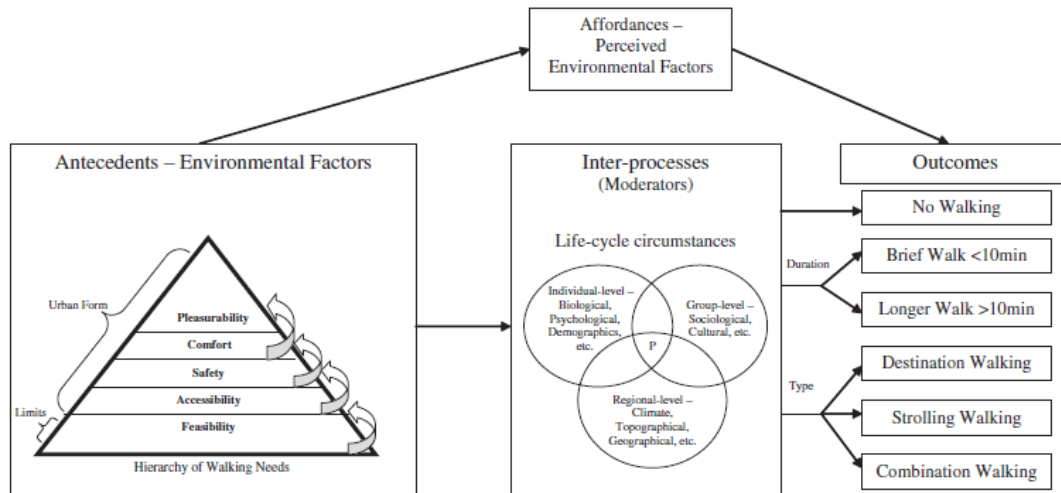 Affordances –
Perceived
Environmental Factors
Antecedents – Environmental Factors
Urban Form
Limits
Pleasurability
Comfort
Safety
Accessibility
Feasibility
Hierarchy of Walking Needs
Inter-processes
(Moderators)
Life-cycle circumstances
Individual-level –
Biological,
Psychological,
Demographics,
etc.
Group-level –
Sociological,
Cultural, etc.
P
Regional-level –
Climate,
Topographical,
Geographical, etc.
Outcomes
No Walking
Duration
Brief Walk <10min
Longer Walk >10min
Type
Destination Walking
Strolling Walking
Combination Walking